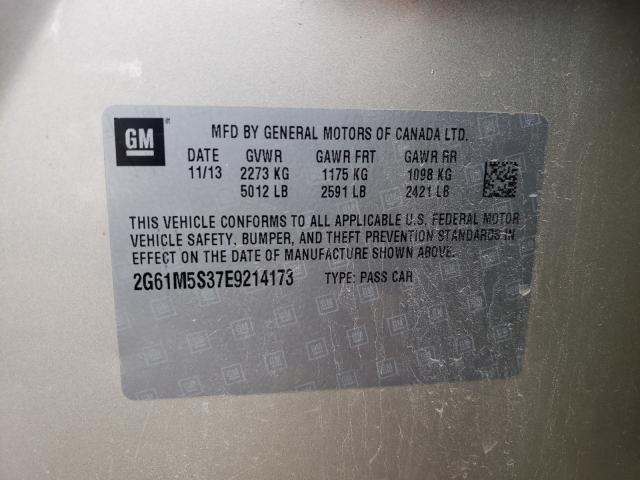 GM
MFD BY GENERAL MOTORS OF CANADA LTD.
DATE GVWR GAWR FRT GAWR RR
11/13 2273 KG 1175 KG 1098 KG
5012 LB 2591 LB 2421 LB
THIS VEHICLE CONFORMS TO ALL APPLICABLE U.S. FEDERAL MOTOR
VEHICLE SAFETY, BUMPER, AND THEFT PREVENTION STANDARDS IN
EFFECT ON THE DATE OF MANUFACTURE SHOWN ABOVE.
2G61M5S37E9214173 TYPE: PASS CAR